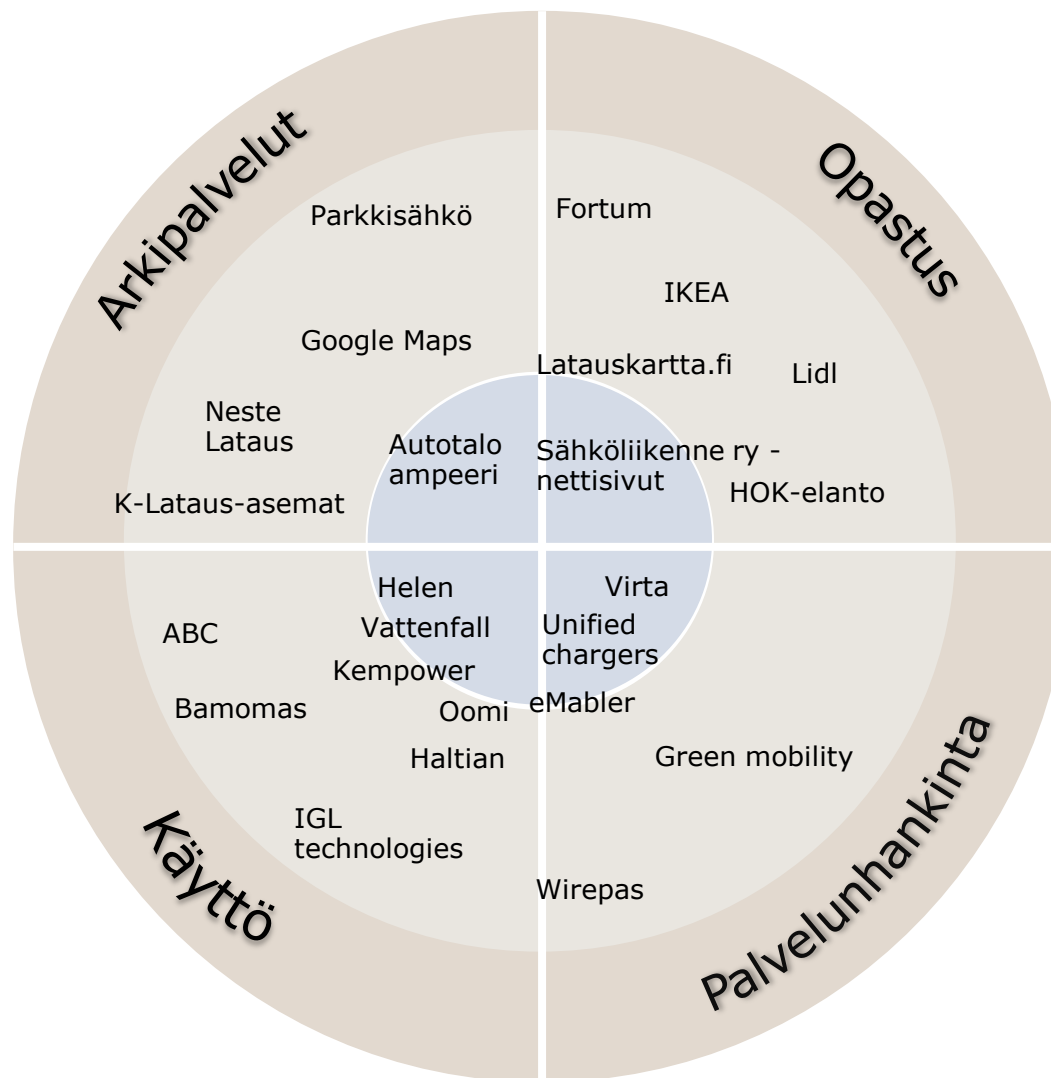 Arkipalvelut
Parkkisähkö
Google Maps
Neste
Lataus
Autotalo
ampeeri
K-Lataus-asemat
Opastus
Fortum
IKEA
Latauskartta.fi
Lidl
Sähköliikenne ry -
nettisivut
HOK-elanto
Käyttö
Helen
ABC
Vattenfall
Kempower
Bamomas
Oomi
Haltian
IGL
technologies
Palvelunhankinta
Virta
Unified
chargers
eMabler
Green mobility
Wirepas